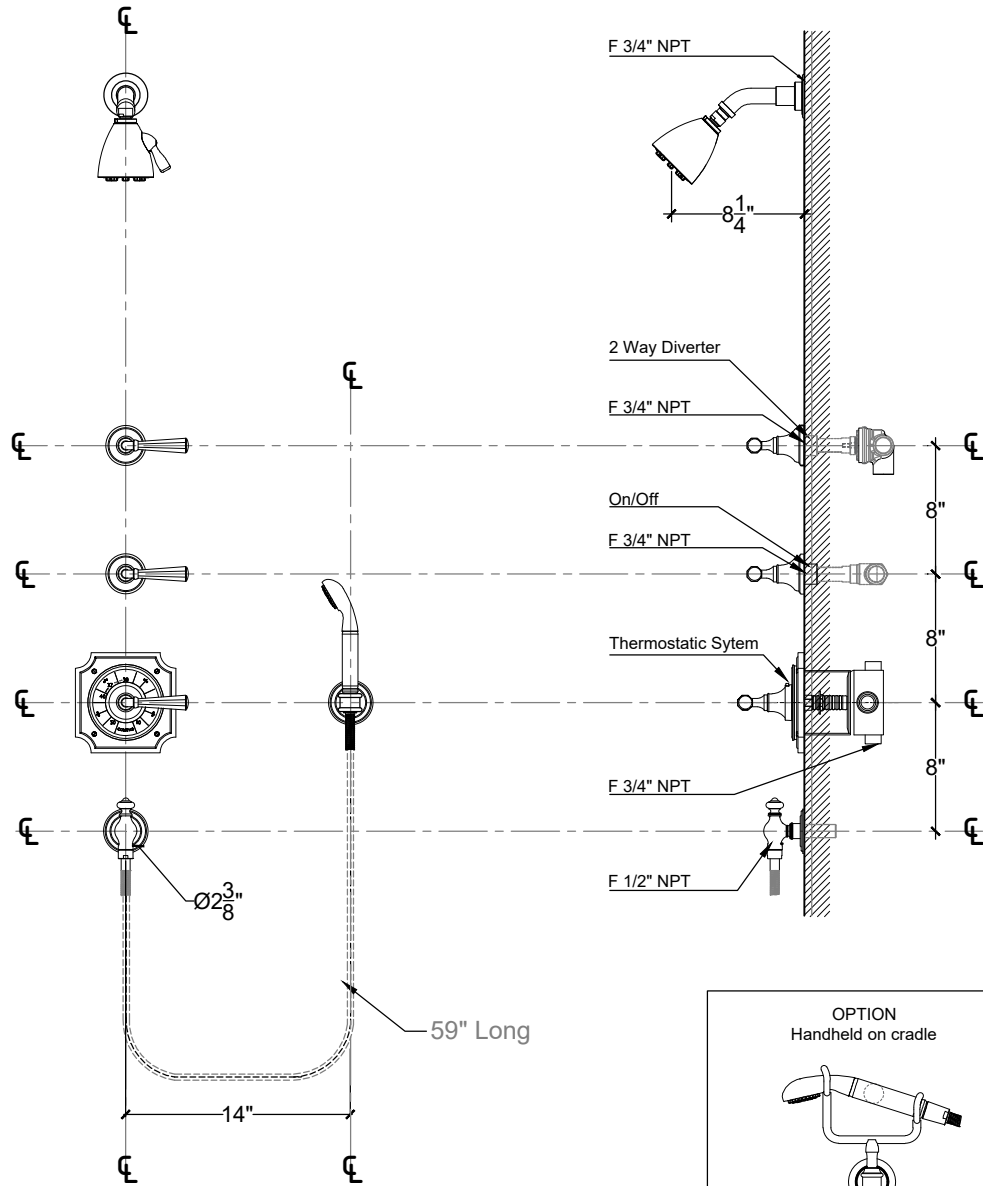 ℄
F 3/4" NPT
8 1/4"
℄
2 Way Diverter
F 3/4" NPT
℄
℄
8"
On/Off
F 3/4" NPT
℄
℄
8"
Thermostatic Sytem
℄
℄
8"
F 3/4" NPT
℄
℄
F 1/2" NPT
Ø2 3/8"
59" Long
OPTION
Handheld on cradle
14"
℄
℄